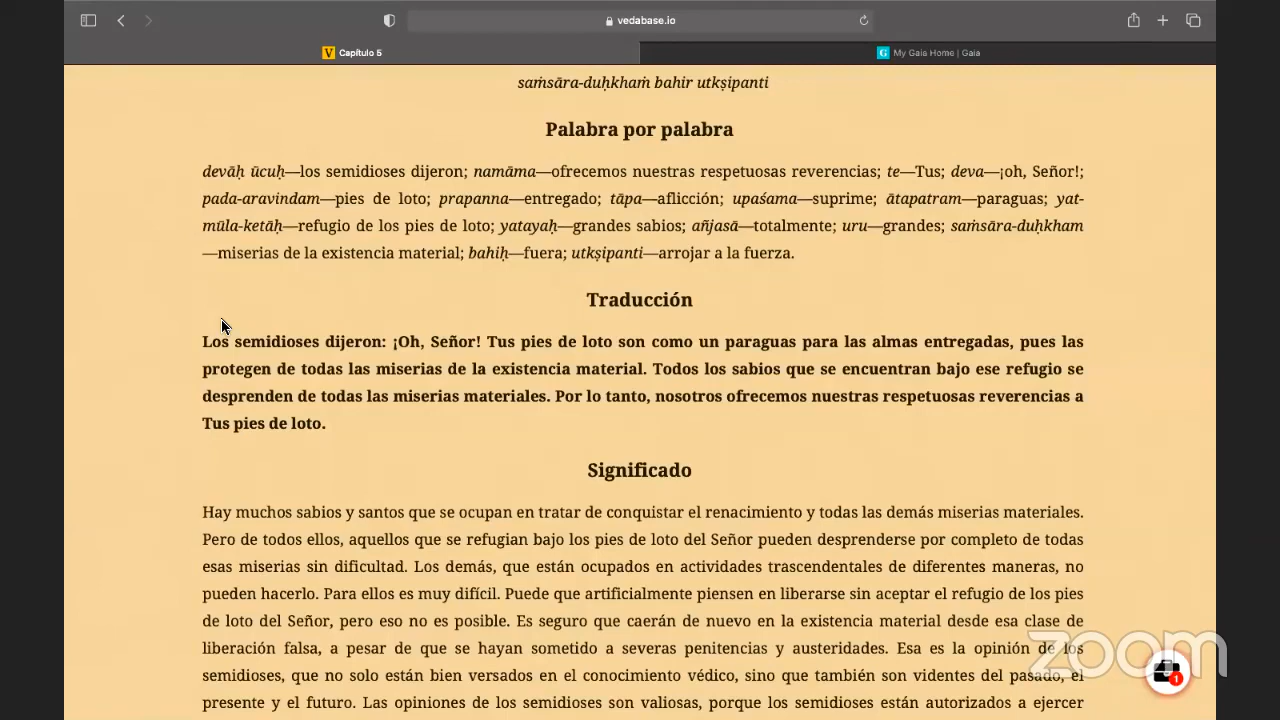 vedabase.io
Capítulo 5
My Gaia Home | Gaia
saṁsāra-duḥkhaṁ bahir utkṣipanti
Palabra por palabra
devāḥ ūcuḥ—los semidioses dijeron; namāma—ofrecemos nuestras respetuosas reverencias; te—Tus; deva—¡oh, Señor!;
pada-aravindam—pies de loto; prapanna—entregado; tāpa—aflicción; upaśama—suprime; ātapatram—paraguas; yat-
mūla-ketāḥ—refugio de los pies de loto; yatayaḥ—grandes sabios; añjasā—totalmente; uru—grandes; saṁsāra-duḥkham
—miserias de la existencia material; bahiḥ—fuera; utkṣipanti—arrojar a la fuerza.
Traducción
Los semidioses dijeron: ¡Oh, Señor! Tus pies de loto son como un paraguas para las almas entregadas, pues las
protegen de todas las miserias de la existencia material. Todos los sabios que se encuentran bajo ese refugio se
desprenden de todas las miserias materiales. Por lo tanto, nosotros ofrecemos nuestras respetuosas reverencias a
Tus pies de loto.
Significado
Hay muchos sabios y santos que se ocupan en tratar de conquistar el renacimiento y todas las demás miserias materiales.
Pero de todos ellos, aquellos que se refugian bajo los pies de loto del Señor pueden desprenderse por completo de todas
esas miserias sin dificultad. Los demás, que están ocupados en actividades trascendentales de diferentes maneras, no
pueden hacerlo. Para ellos es muy difícil. Puede que artificialmente piensen en liberarse sin aceptar el refugio de los pies
de loto del Señor, pero eso no es posible. Es seguro que caerán de nuevo en la existencia material desde esa clase de
liberación falsa, a pesar de que se hayan sometido a severas penitencias y austeridades. Esa es la opinión de los
semidioses, que no solo están bien versados en el conocimiento védico, sino que también son videntes del pasado, el
presente y el futuro. Las opiniones de los semidioses son valiosas, porque los semidioses están autorizados a ejercer
zoom
1